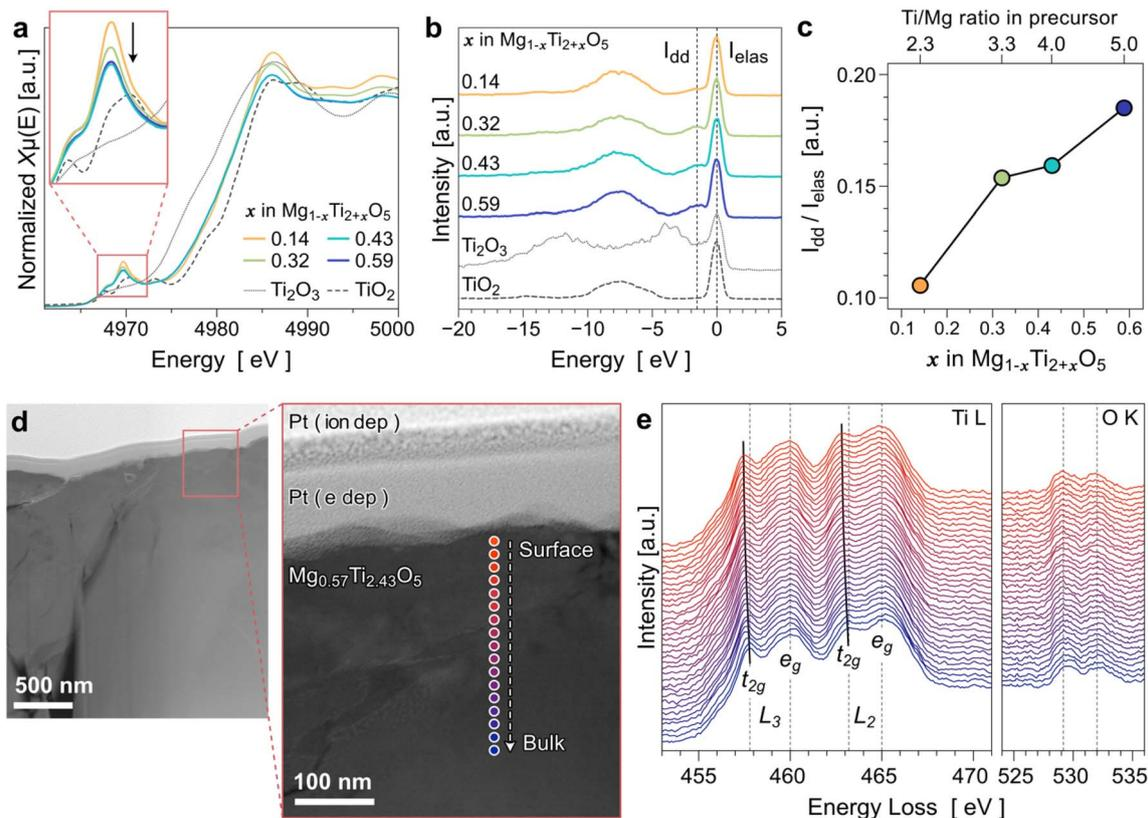 a
Normalized Xμ(E) [a.u.]
x in Mg1-xTi2+xO5
0.14 0.43
0.32 0.59
Ti2O3 TiO2
4970 4980 4990 5000
Energy [ eV ]
b
Intensity [a.u.]
x in Mg1-xTi2+xO5
Idd Ielas
0.14
0.32
0.43
0.59
Ti2O3
TiO2
−20 −15 −10 −5 0 5
Energy [ eV ]
c
Ti/Mg ratio in precursor
2.3 3.3 4.0 5.0
Idd / Ielas [a.u.]
0.20
0.15
0.10
0.1 0.2 0.3 0.4 0.5 0.6
x in Mg1-xTi2+xO5
d
500 nm
Pt ( ion dep )
Pt ( e dep )
Surface
Mg0.57Ti2.43O5
Bulk
100 nm
e
Ti L O K
Intensity [a.u.]
t2g eg t2g eg
L3 L2
455 460 465 470 525 530 535
Energy Loss [ eV ]